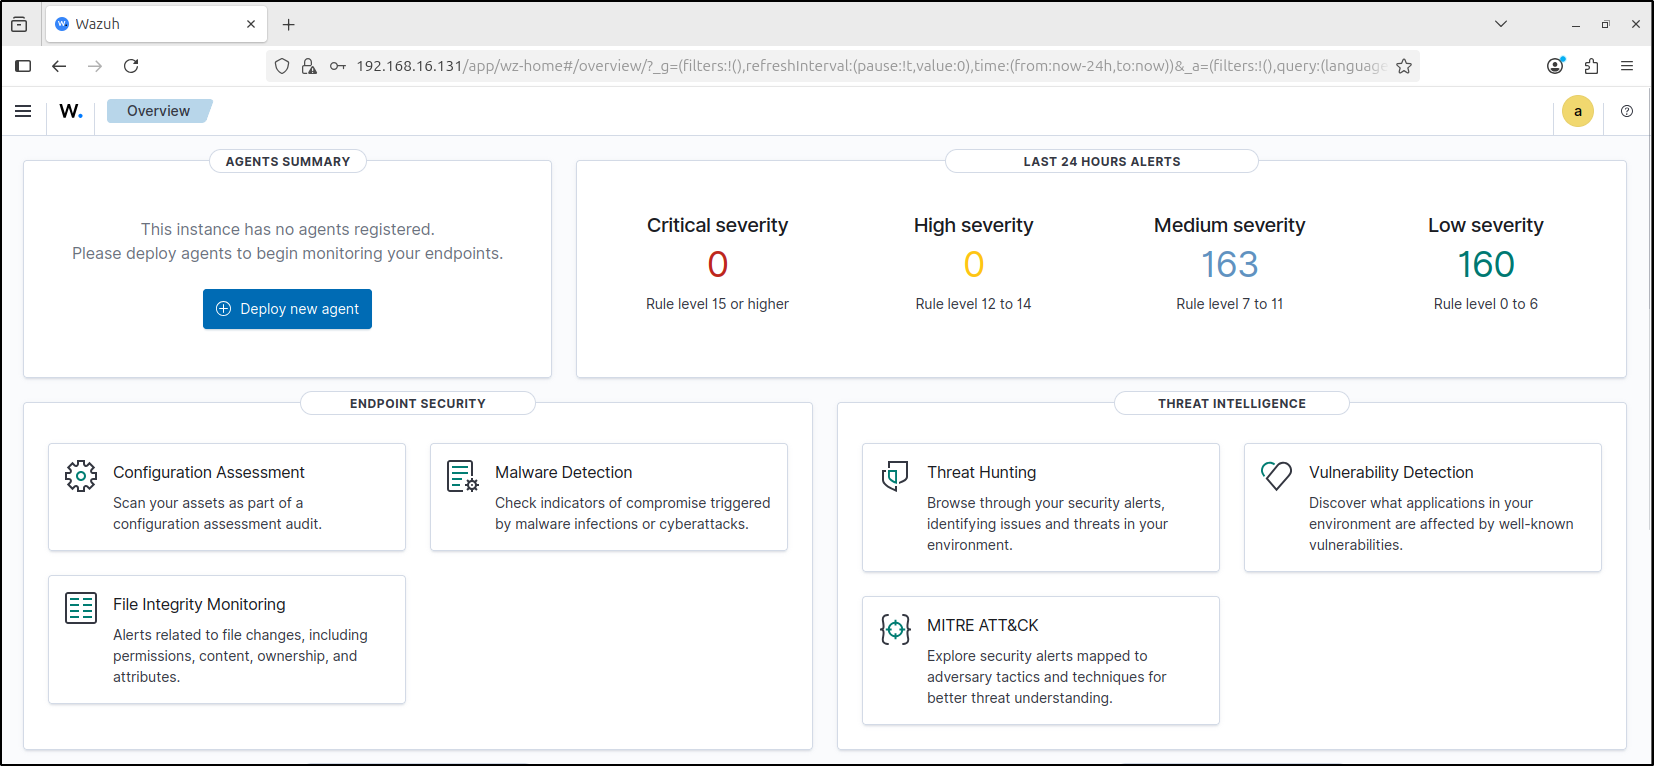 Wazuh
192.168.16.131/app/wz-home#/overview/?_g=(filters:!(),refreshInterval:(pause:!t,value:0),time:(from:now-24h,to:now))&_a=(filters:!(),query:(language
W.
Overview
a
AGENTS SUMMARY
This instance has no agents registered.
Please deploy agents to begin monitoring your endpoints.
Deploy new agent
LAST 24 HOURS ALERTS
Critical severity
0
Rule level 15 or higher
High severity
0
Rule level 12 to 14
Medium severity
163
Rule level 7 to 11
Low severity
160
Rule level 0 to 6
ENDPOINT SECURITY
Configuration Assessment
Scan your assets as part of a
configuration assessment audit.
Malware Detection
Check indicators of compromise triggered
by malware infections or cyberattacks.
File Integrity Monitoring
Alerts related to file changes, including
permissions, content, ownership, and
attributes.
THREAT INTELLIGENCE
Threat Hunting
Browse through your security alerts,
identifying issues and threats in your
environment.
Vulnerability Detection
Discover what applications in your
environment are affected by well-known
vulnerabilities.
MITRE ATT&CK
Explore security alerts mapped to
adversary tactics and techniques for
better threat understanding.